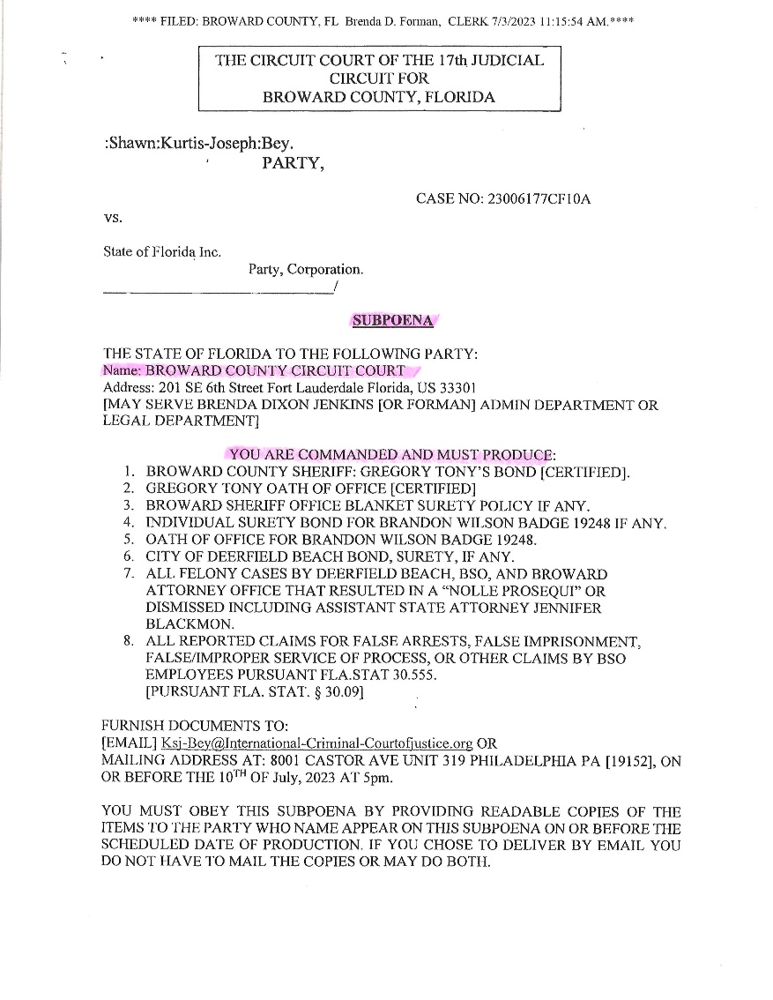 **** FILED: BROWARD COUNTY, FL Brenda D. Forman, CLERK 7/3/2023 11:15:54 AM.****
THE CIRCUIT COURT OF THE 17th JUDICIAL
CIRCUIT FOR
BROWARD COUNTY, FLORIDA
:Shawn:Kurtis-Joseph:Bey.
PARTY,
CASE NO: 23006177CF10A
vs.
State of Florida Inc.
Party, Corporation.
____________________________/
SUBPOENA
THE STATE OF FLORIDA TO THE FOLLOWING PARTY:
Name: BROWARD COUNTY CIRCUIT COURT
Address: 201 SE 6th Street Fort Lauderdale Florida, US 33301
[MAY SERVE BRENDA DIXON JENKINS [OR FORMAN] ADMIN DEPARTMENT OR
LEGAL DEPARTMENT]
YOU ARE COMMANDED AND MUST PRODUCE:
1. BROWARD COUNTY SHERIFF: GREGORY TONY'S BOND [CERTIFIED].
2. GREGORY TONY OATH OF OFFICE [CERTIFIED]
3. BROWARD SHERIFF OFFICE BLANKET SURETY POLICY IF ANY.
4. INDIVIDUAL SURETY BOND FOR BRANDON WILSON BADGE 19248 IF ANY.
5. OATH OF OFFICE FOR BRANDON WILSON BADGE 19248.
6. CITY OF DEERFIELD BEACH BOND, SURETY, IF ANY.
7. ALL FELONY CASES BY DEERFIELD BEACH, BSO, AND BROWARD
ATTORNEY OFFICE THAT RESULTED IN A “NOLLE PROSEQUI” OR
DISMISSED INCLUDING ASSISTANT STATE ATTORNEY JENNIFER
BLACKMON.
8. ALL REPORTED CLAIMS FOR FALSE ARRESTS, FALSE IMPRISONMENT,
FALSE/IMPROPER SERVICE OF PROCESS, OR OTHER CLAIMS BY BSO
EMPLOYEES PURSUANT FLA.STAT 30.555.
[PURSUANT FLA. STAT. § 30.09]
FURNISH DOCUMENTS TO:
[EMAIL] Ksj-Bey@International-Criminal-Courtofjustice.org OR
MAILING ADDRESS AT: 8001 CASTOR AVE UNIT 319 PHILADELPHIA PA [19152], ON
OR BEFORE THE 10TH OF July, 2023 AT 5pm.
YOU MUST OBEY THIS SUBPOENA BY PROVIDING READABLE COPIES OF THE
ITEMS TO THE PARTY WHO NAME APPEAR ON THIS SUBPOENA ON OR BEFORE THE
SCHEDULED DATE OF PRODUCTION. IF YOU CHOSE TO DELIVER BY EMAIL YOU
DO NOT HAVE TO MAIL THE COPIES OR MAY DO BOTH.